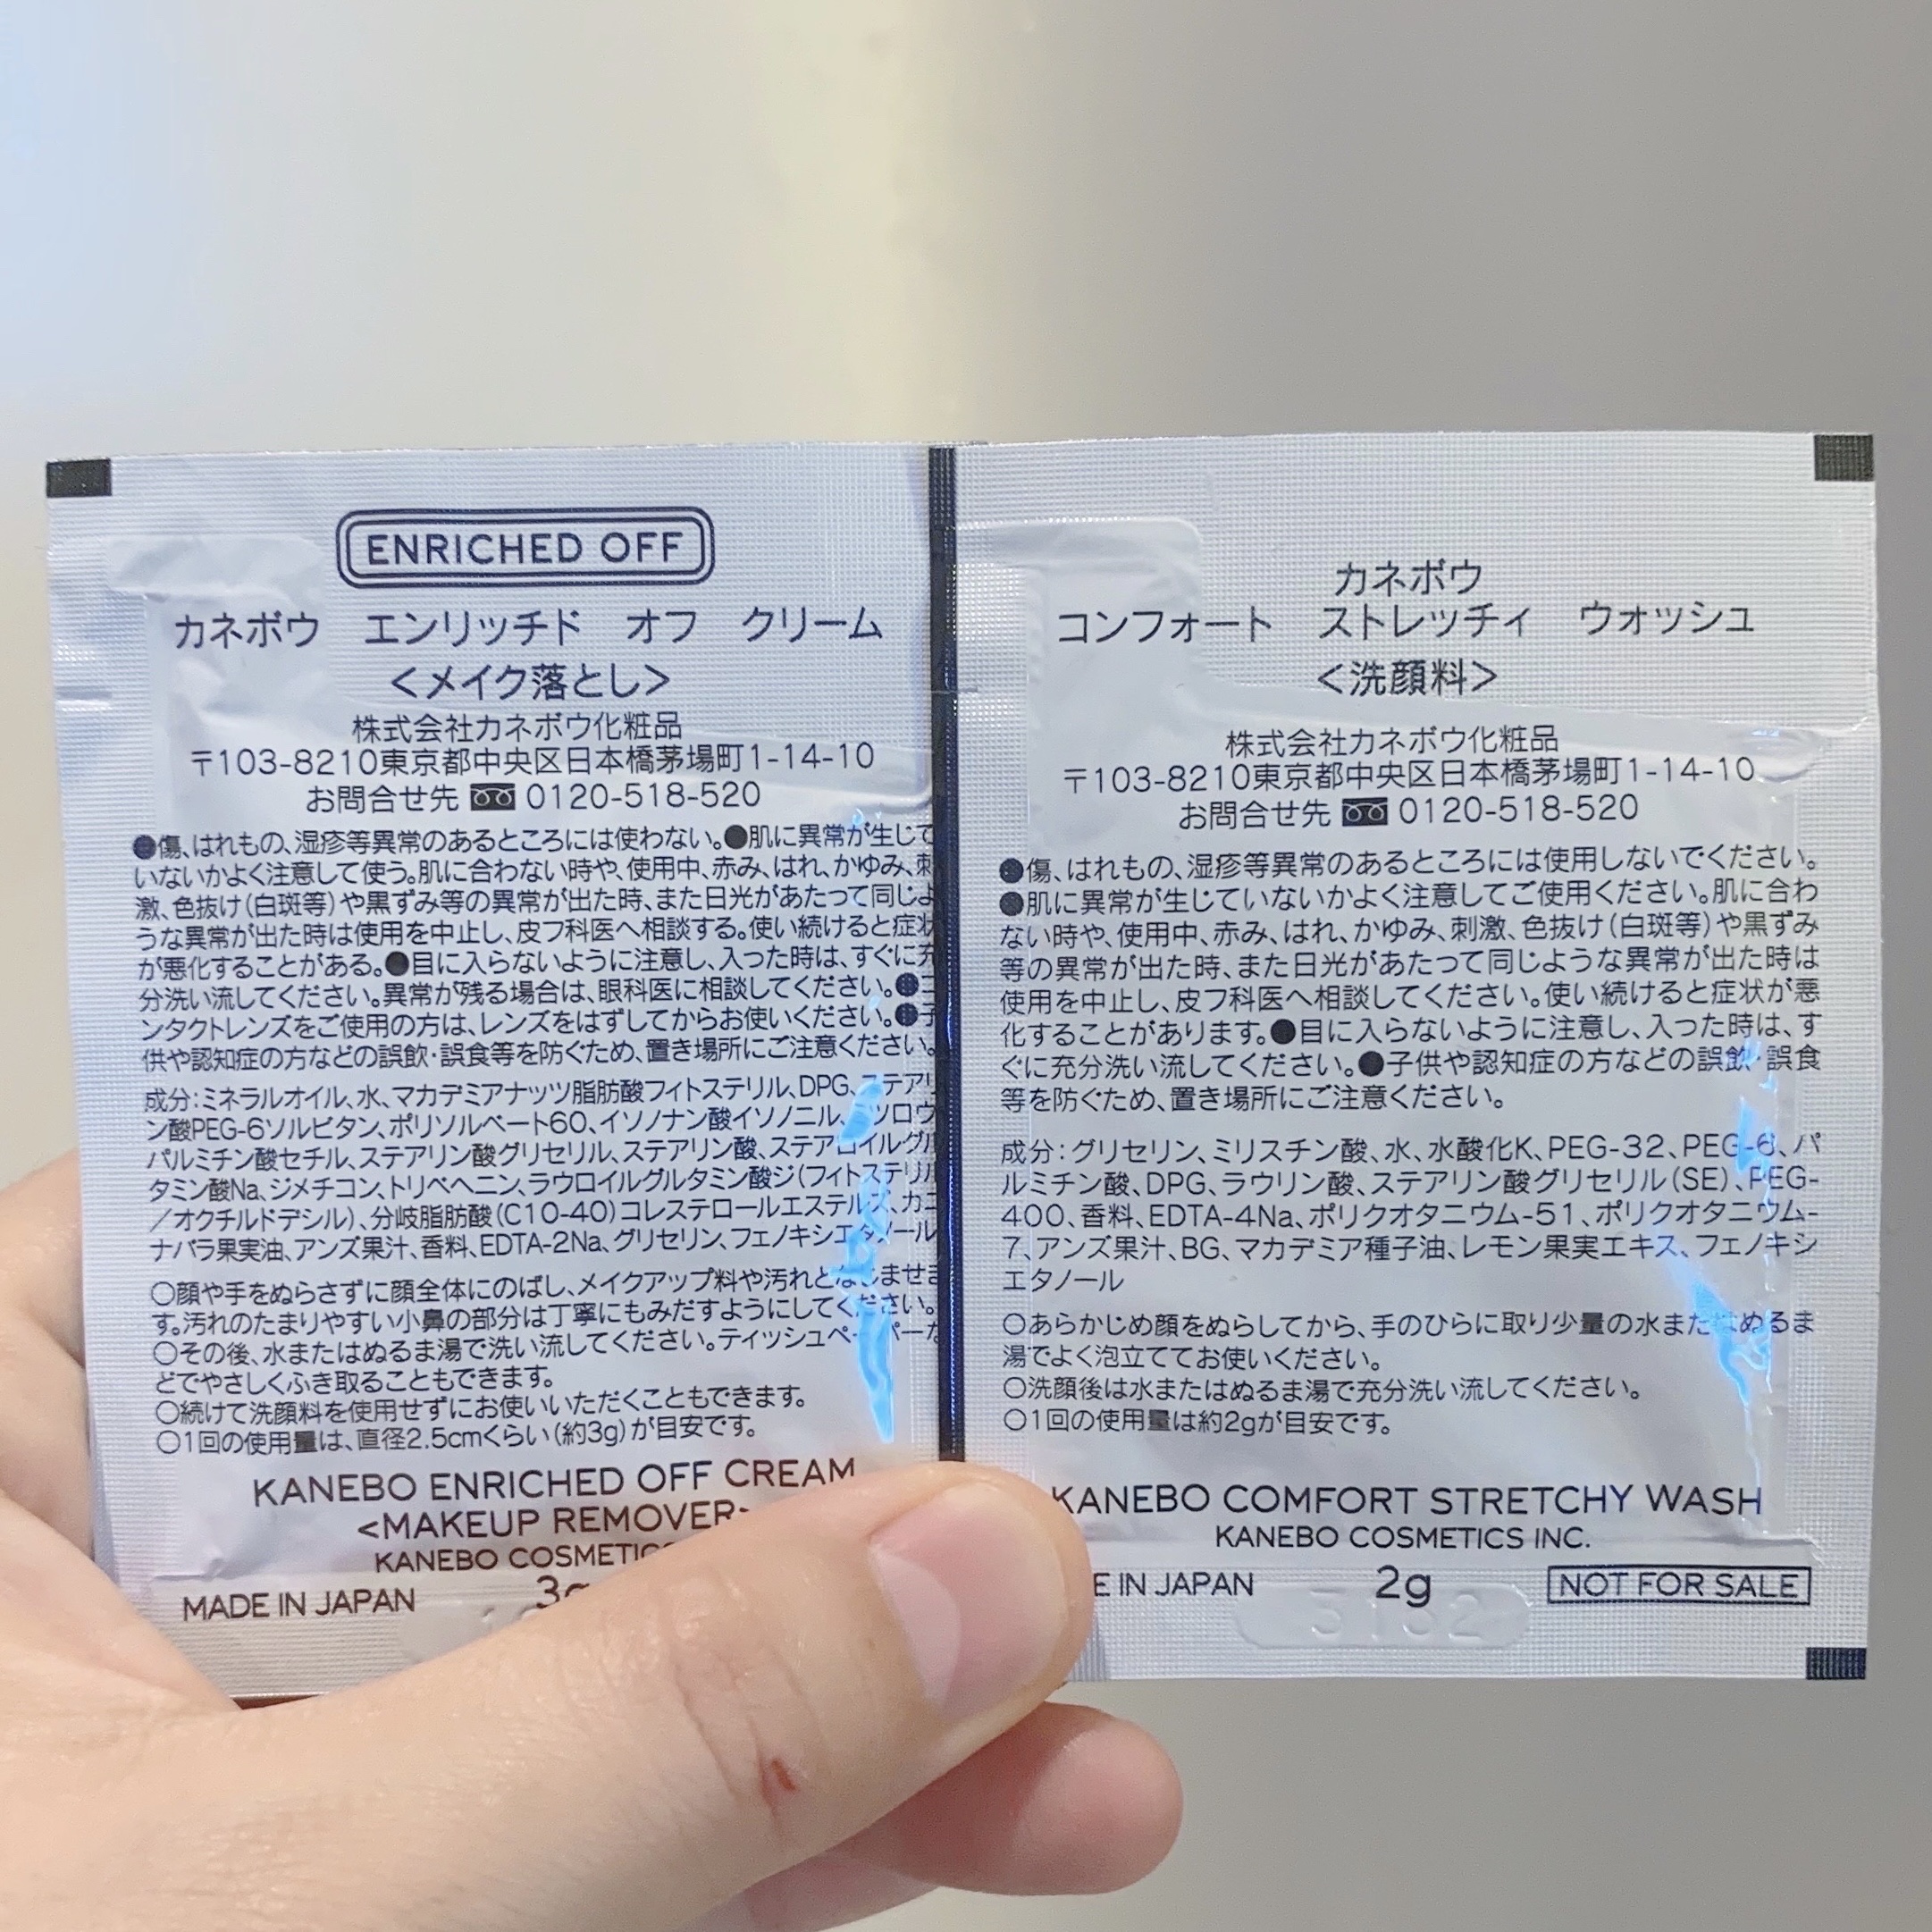 ENRICHED OFF
カネボウ エンリッチド オフ クリーム
<メイク落とし>
株式会社カネボウ化粧品
〒103-8210東京都中央区日本橋茅場町1-14-10
お問合せ先 0120-518-520
●傷、はれもの、湿疹等異常のあるところには使わない。●肌に異常が生じて
いないかよく注意して使う。肌に合わない時や、使用中、赤み、はれ、かゆみ、刺
激、色抜け(白斑等)や黒ずみ等の異常が出た時、また日光があたって同じよ
うな異常が出た時は使用を中止し、皮フ科医へ相談する。使い続けると症状
が悪化することがある。●目に入らないように注意し、入った時は、すぐに充
分洗い流してください。異常が残る場合は、眼科医に相談してください。●コ
ンタクトレンズをご使用の方は、レンズをはずしてからお使いください。●子
供や認知症の方などの誤飲・誤食等を防ぐため、置き場所にご注意ください。
成分:ミネラルオイル、水、マカデミアナッツ脂肪酸フィトステリル、DPG、ステアリ
ン酸PEG-6ソルビタン、ポリソルベート60、イソノナン酸イソノニル、ミツロウ
パルミチン酸セチル、ステアリン酸グリセリル、ステアリン酸、ステアロイルグル
タミン酸Na、ジメチコン、トリベヘニン、ラウロイルグルタミン酸ジ(フィトステリル
/オクチルドデシル)、分岐脂肪酸(C10-40)コレステロールエステルズ、カニ
ナバラ果実油、アンズ果汁、香料、EDTA-2Na、グリセリン、フェノキシエタノール
○顔や手をぬらさずに顔全体にのばし、メイクアップ料や汚れとなじませま
す。汚れのたまりやすい小鼻の部分は丁寧にもみだすようにしてください。
○その後、水またはぬるま湯で洗い流してください。ティッシュペーパーな
どでやさしくふき取ることもできます。
○続けて洗顔料を使用せずにお使いいただくこともできます。
○1回の使用量は、直径2.5cmくらい(約3g)が目安です。
KANEBO ENRICHED OFF CREAM
<MAKEUP REMOVER>
KANEBO COSMETIC
MADE IN JAPAN 3g
カネボウ
コンフォート ストレッチィ ウォッシュ
<洗顔料>
株式会社カネボウ化粧品
〒103-8210東京都中央区日本橋茅場町1-14-10
お問合せ先 0120-518-520
●傷、はれもの、湿疹等異常のあるところには使用しないでください。
●肌に異常が生じていないかよく注意してご使用ください。肌に合わ
ない時や、使用中、赤み、はれ、かゆみ、刺激、色抜け(白斑等)や黒ずみ
等の異常が出た時、また日光があたって同じような異常が出た時は
使用を中止し、皮フ科医へ相談してください。使い続けると症状が悪
化することがあります。●目に入らないように注意し、入った時は、す
ぐに充分洗い流してください。●子供や認知症の方などの誤飲・誤食
等を防ぐため、置き場所にご注意ください。
成分:グリセリン、ミリスチン酸、水、水酸化K、PEG-32、PEG-6、パ
ルミチン酸、DPG、ラウリン酸、ステアリン酸グリセリル(SE)、PEG-
400、香料、EDTA-4Na、ポリクオタニウム-51、ポリクオタニウム-
7、アンズ果汁、BG、マカデミア種子油、レモン果実エキス、フェノキシ
エタノール
○あらかじめ顔をぬらしてから、手のひらに取り少量の水またはぬるま
湯でよく泡立ててお使いください。
○洗顔後は水またはぬるま湯で充分洗い流してください。
○1回の使用量は約2gが目安です。
KANEBO COMFORT STRETCHY WASH
KANEBO COSMETICS INC.
E IN JAPAN 2g NOT FOR SALE
3132